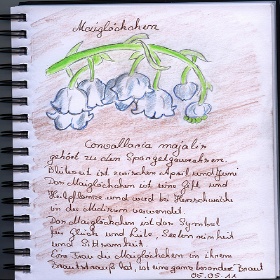 Maiglöckchen
Convallaria majalis
gehört zu den Spargelgewächsen.
Blütezeit ist zwischen April und Juni
Das Maiglöckchen ist eine Gift und
Heilpflanze und wird bei Herzschwäche
in der Medizin verwendet.
Das Maiglöckchen ist das Symbol
für Glück und Liebe, Seelenreinheit
und Sittsamkeit.
Eine Frau die Maiglöckchen in ihrem
Brautstrauß hat, ist eine ganz besondere Braut
05.05.11